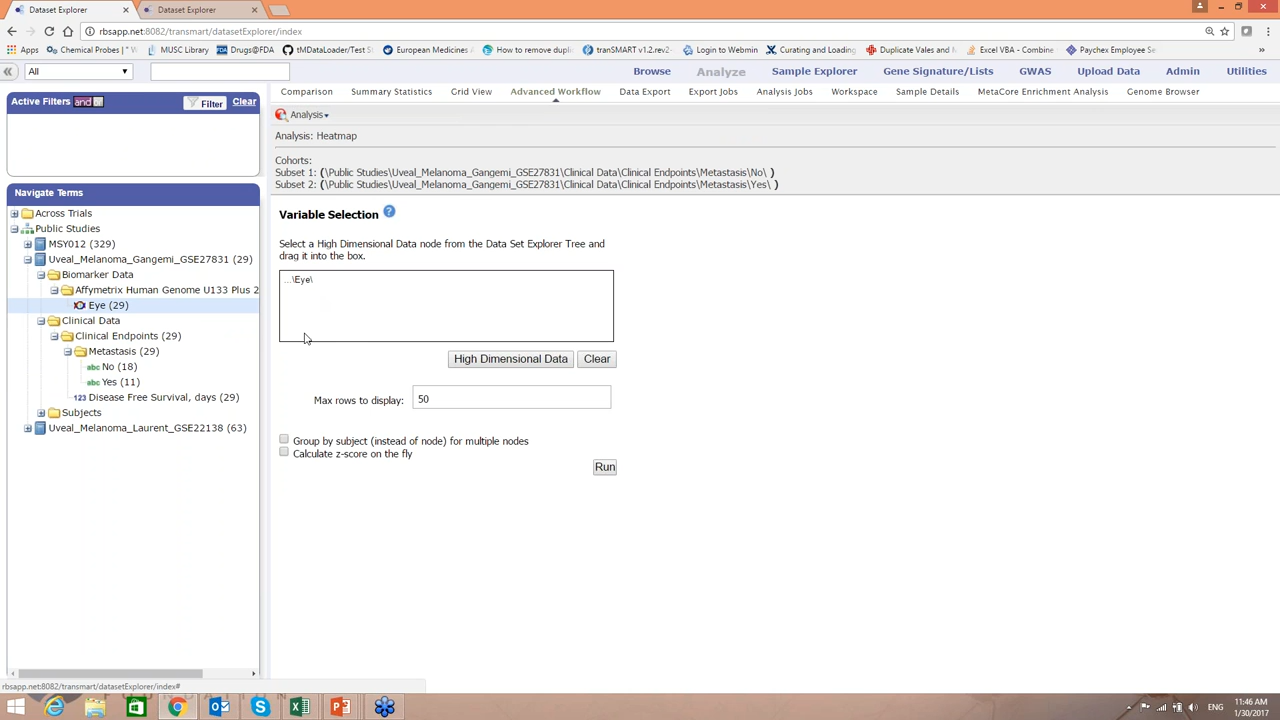 Dataset Explorer
Dataset Explorer
rbsapp.net:8082/transmart/datasetExplorer/index
Apps Chemical Probes | " MUSC Library Drugs@FDA tMDataLoader/Test St European Medicines How to remove duplic tranSMART v1.2.rev2 Login to Webmin Curating and Loading Duplicate Vales and Excel VBA - Combine Paychex Employee Se
All
Browse Analyze Sample Explorer Gene Signature/Lists GWAS Upload Data Admin Utilities
Active Filters and or Filter Clear
Comparison Summary Statistics Grid View Advanced Workflow Data Export Export Jobs Analysis Jobs Workspace Sample Details MetaCore Enrichment Analysis Genome Browser
Analysis
Analysis: Heatmap
Cohorts:
Subset 1: (\Public Studies\Uveal_Melanoma_Gangemi_GSE27831\Clinical Data\Clinical Endpoints\Metastasis\No\ )
Subset 2: (\Public Studies\Uveal_Melanoma_Gangemi_GSE27831\Clinical Data\Clinical Endpoints\Metastasis\Yes\ )
Navigate Terms
Across Trials
Public Studies
MSY012 (329)
Uveal_Melanoma_Gangemi_GSE27831 (29)
Biomarker Data
Affymetrix Human Genome U133 Plus 2
Eye (29)
Clinical Data
Clinical Endpoints (29)
Metastasis (29)
No (18)
Yes (11)
Disease Free Survival, days (29)
Subjects
Uveal_Melanoma_Laurent_GSE22138 (63)
Variable Selection ?
Select a High Dimensional Data node from the Data Set Explorer Tree and
drag it into the box.
...\Eye\
High Dimensional Data Clear
Max rows to display: 50
Group by subject (instead of node) for multiple nodes
Calculate z-score on the fly
Run
rbsapp.net:8082/transmart/datasetExplorer/index#
ENG
11:46 AM
1/30/2017